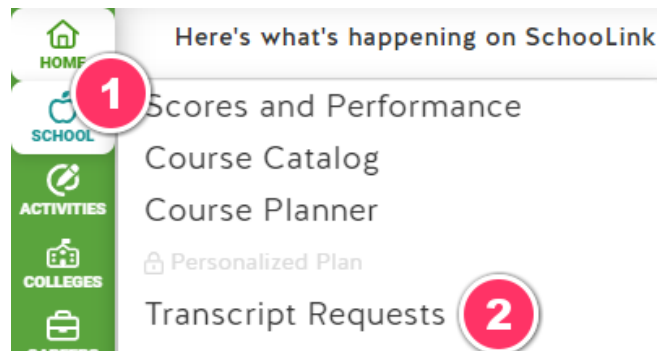 HOME
Here's what's happening on SchooLink
1
SCHOOL
Scores and Performance
Course Catalog
ACTIVITIES
Course Planner
COLLEGES
Personalized Plan
Transcript Requests
2